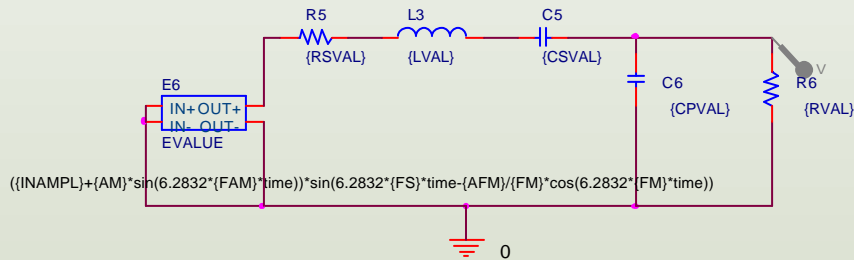 R5 L3 C5
{RSVAL} {LVAL} {CSVAL}
E6 C6 R6 V
IN+ OUT+ {CPVAL} {RVAL}
IN- OUT-
EVALUE
({INAMPL}+{AM}*sin(6.2832*{FAM}*time))*sin(6.2832*{FS}*time-{AFM}/{FM}*cos(6.2832*{FM}*time))
0